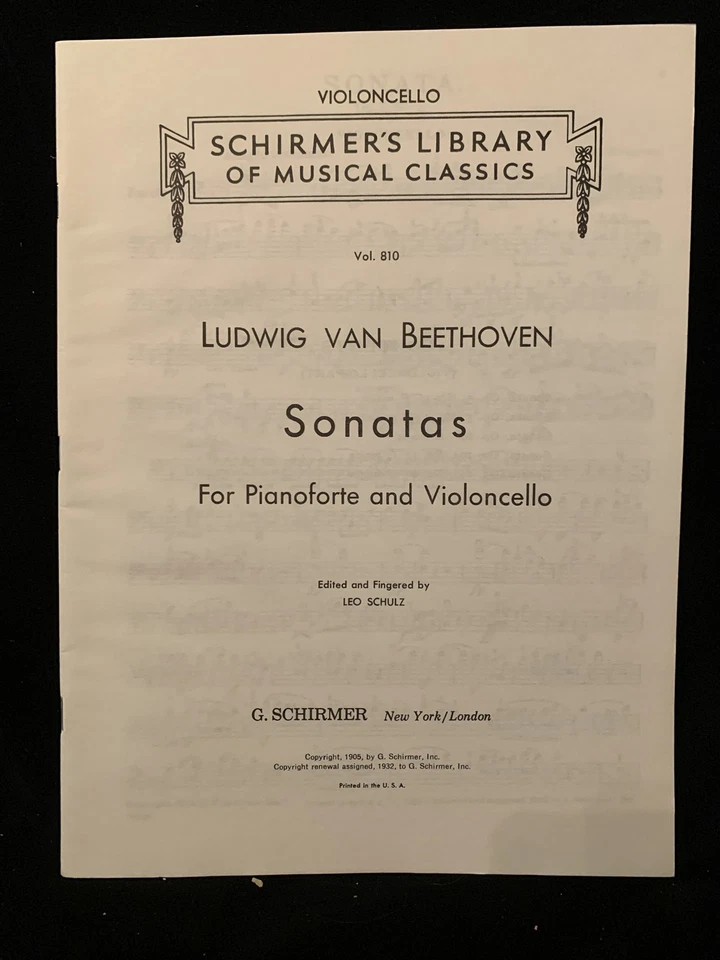 VIOLONCELLO
SCHIRMER'S LIBRARY
OF MUSICAL CLASSICS
Vol. 810
LUDWIG VAN BEETHOVEN
Sonatas
For Pianoforte and Violoncello
Edited and Fingered by
LEO SCHULZ
G. SCHIRMER New York/London
Copyright, 1905, by G. Schirmer, Inc.
Copyright renewal assigned, 1932, to G. Schirmer, Inc.
Printed in the U. S. A.